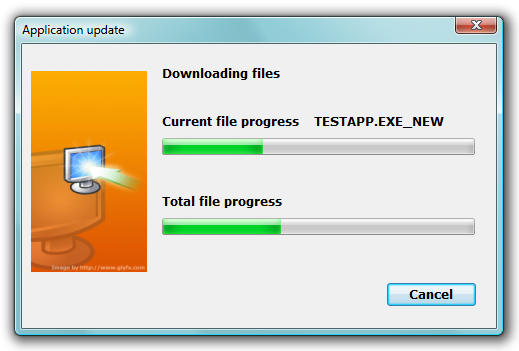 Application update
Downloading files
Current file progress TESTAPP.EXE_NEW
Total file progress
Image by http://www.glyfx.com
Cancel